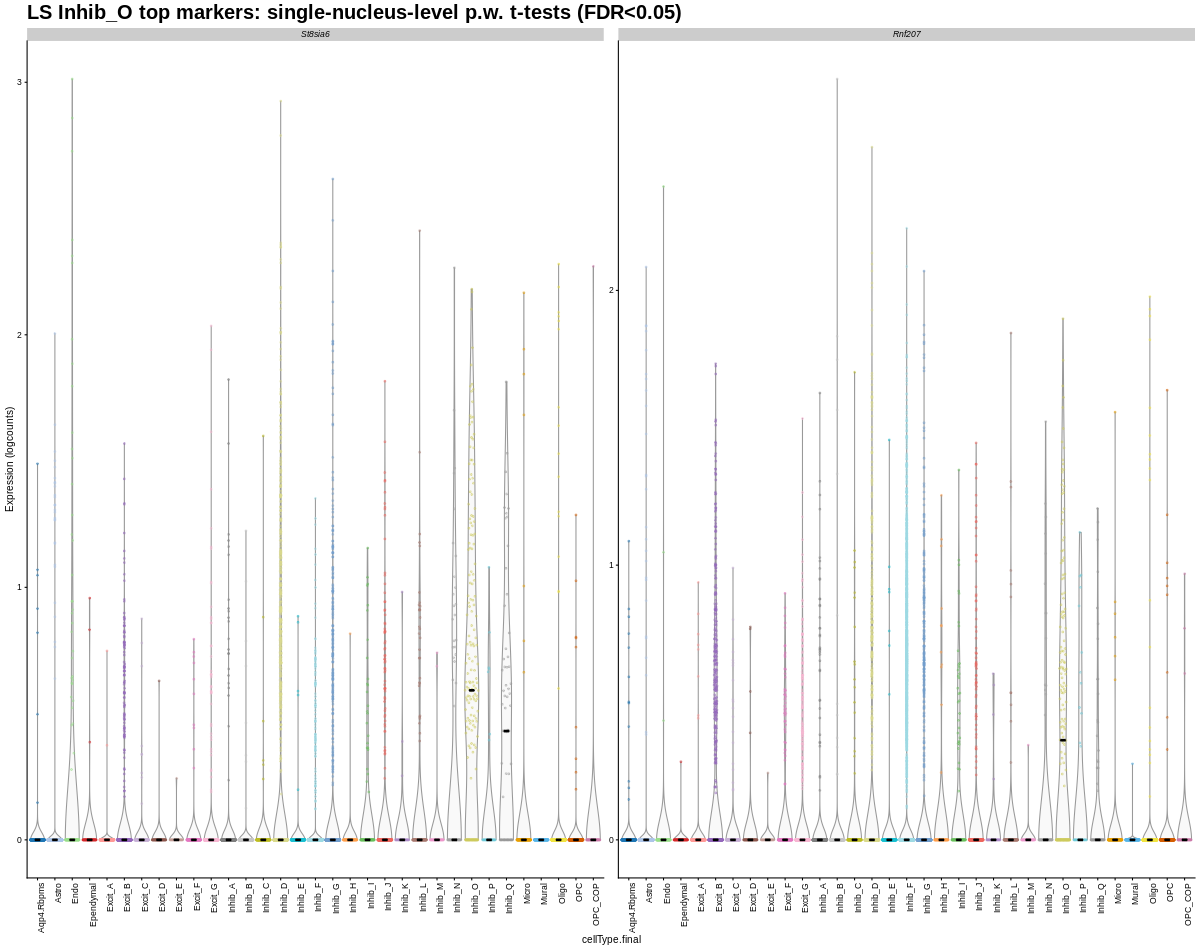 LS Inhib_O top markers: single-nucleus-level p.w. t-tests (FDR<0.05)
St8sia6
Rnf207
Expression (logcounts)
3
2
1
0
2
1
0
Aqp4.Rbpms
Astro
Endo
Ependymal
Excit_A
Excit_B
Excit_C
Excit_D
Excit_E
Excit_F
Excit_G
Inhib_A
Inhib_B
Inhib_C
Inhib_D
Inhib_E
Inhib_F
Inhib_G
Inhib_H
Inhib_I
Inhib_J
Inhib_K
Inhib_L
Inhib_M
Inhib_N
Inhib_O
Inhib_P
Inhib_Q
Micro
Mural
Oligo
OPC
OPC_COP
Aqp4.Rbpms
Astro
Endo
Ependymal
Excit_A
Excit_B
Excit_C
Excit_D
Excit_E
Excit_F
Excit_G
Inhib_A
Inhib_B
Inhib_C
Inhib_D
Inhib_E
Inhib_F
Inhib_G
Inhib_H
Inhib_I
Inhib_J
Inhib_K
Inhib_L
Inhib_M
Inhib_N
Inhib_O
Inhib_P
Inhib_Q
Micro
Mural
Oligo
OPC
OPC_COP
cellType.final